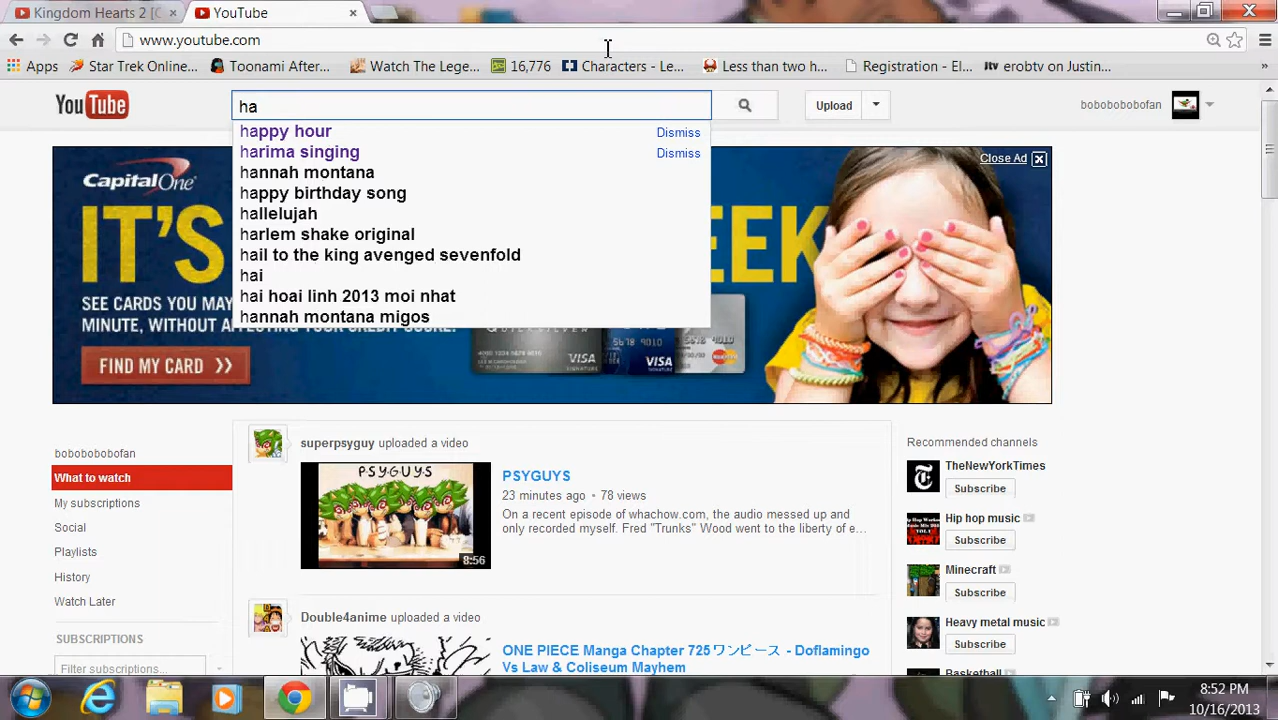 Kingdom Hearts 2 [
YouTube
www.youtube.com
Apps
Star Trek Online...
Toonami After...
Watch The Lege...
16,776
Characters - Le...
Less than two h...
Registration - El...
jtv erobtv on Justin...
»
YouTube
ha
Upload
bobobobobofan
happy hour Dismiss
harima singing Dismiss
hannah montana
happy birthday song
hallelujah
harlem shake original
hail to the king avenged sevenfold
hai
hai hoai linh 2013 moi nhat
hannah montana migos
Close Ad
Capital One
IT'S
EEK
SEE CARDS YOU MAY
MINUTE, WITHOUT AFFECTING YOUR CREDIT SCORE.
FIND MY CARD >>
VISA
VISA
bobobobobofan
What to watch
My subscriptions
Social
Playlists
History
Watch Later
SUBSCRIPTIONS
Filter subscriptions...
superpsyguy uploaded a video
PSYGUYS
8:56
PSYGUYS
23 minutes ago • 78 views
On a recent episode of whachow.com, the audio messed up and
only recorded myself. Fred "Trunks" Wood went to the liberty of e...
Double4anime uploaded a video
ONE PIECE Manga Chapter 725ワンピース - Doflamingo
Vs Law & Coliseum Mayhem
Recommended channels
TheNewYorkTimes
Subscribe
Hip hop music
Subscribe
Minecraft
Subscribe
Heavy metal music
Subscribe
Basketball
8:52 PM
10/16/2013